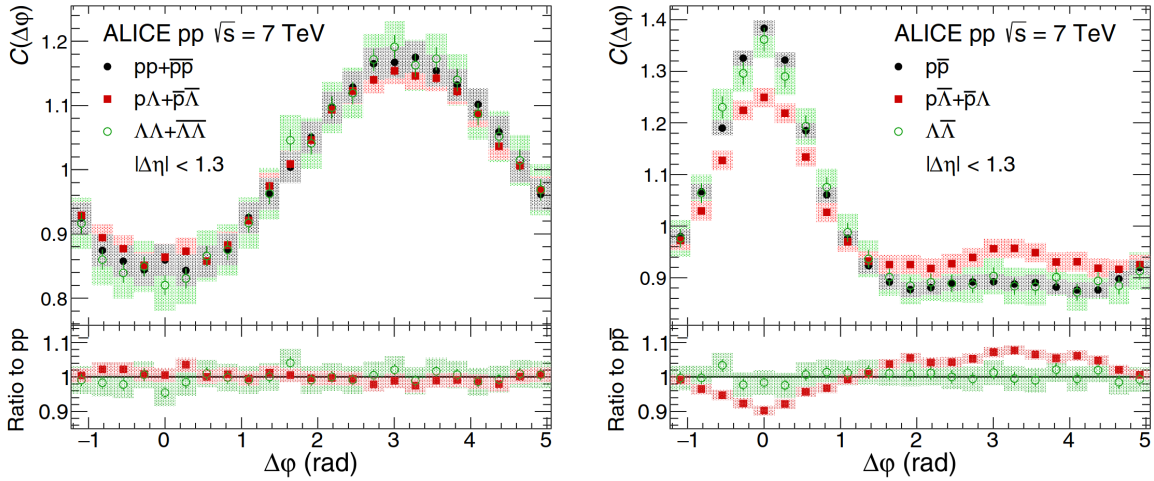 C(Δφ)
1.2
1.1
1
0.9
0.8
ALICE pp √s = 7 TeV
pp+p̅p̅
pΛ+p̅Λ̅
ΛΛ+Λ̅Λ̅
|Δη| < 1.3
Ratio to pp
1.1
1
0.9
−1 0 1 2 3 4 5
Δφ (rad)
C(Δφ)
1.4
1.3
1.2
1.1
1
0.9
ALICE pp √s = 7 TeV
pp̅
pΛ̅+p̅Λ
ΛΛ̅
|Δη| < 1.3
Ratio to pp̅
1.1
1
0.9
−1 0 1 2 3 4 5
Δφ (rad)